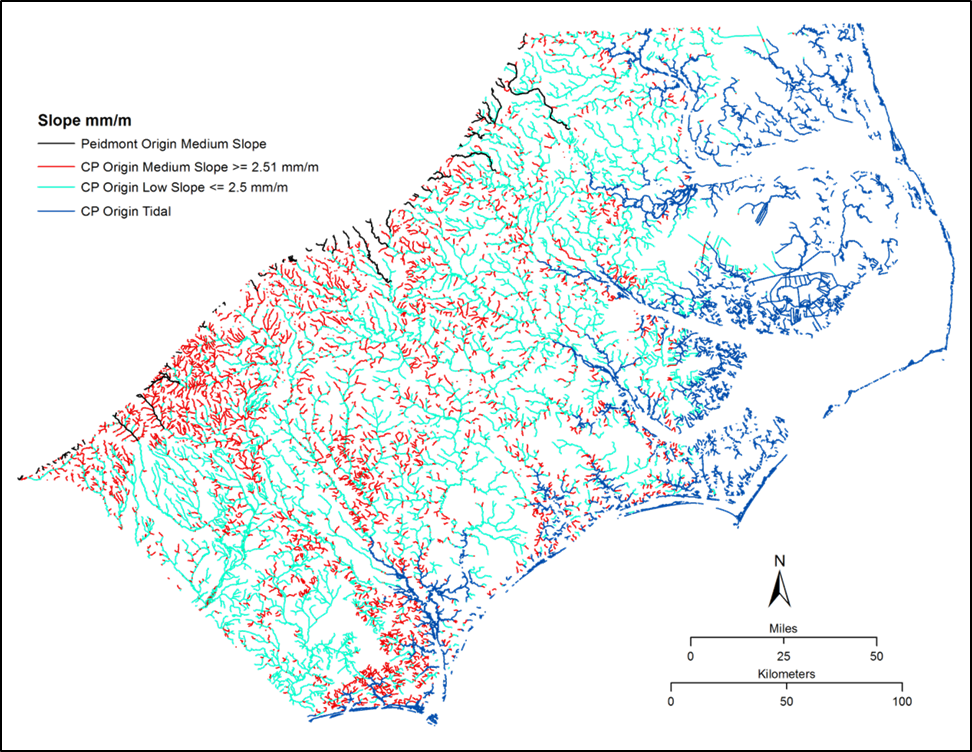 Slope mm/m
Peidmont Origin Medium Slope
CP Origin Medium Slope >= 2.51 mm/m
CP Origin Low Slope <= 2.5 mm/m
CP Origin Tidal
N
Miles
0 25 50
Kilometers
0 50 100